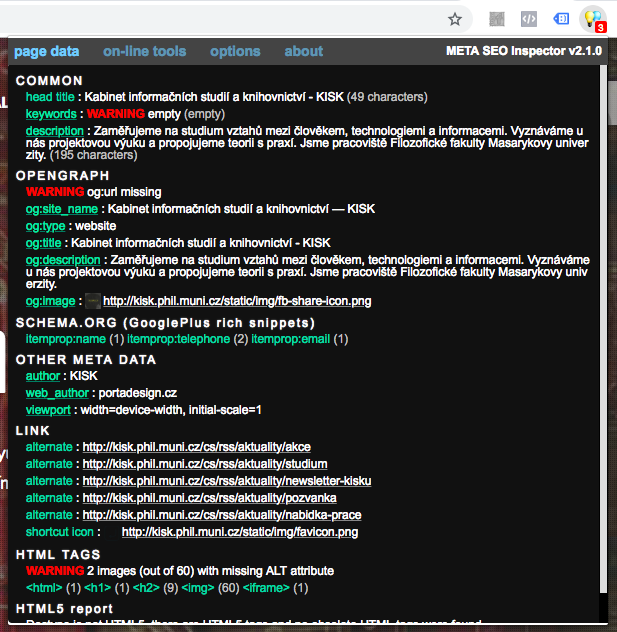 3
page data on-line tools options about META SEO Inspector v2.1.0
COMMON
head title : Kabinet informačních studií a knihovnictví - KISK (49 characters)
keywords : WARNING empty (empty)
description : Zaměřujeme na studium vztahů mezi člověkem, technologiemi a informacemi. Vyznáváme u
nás projektovou výuku a propojujeme teorii s praxí. Jsme pracoviště Filozofické fakulty Masarykovy univer
zity. (195 characters)
OPENGRAPH
WARNING og:url missing
og:site_name : Kabinet informačních studií a knihovnictví — KISK
og:type : website
og:title : Kabinet informačních studií a knihovnictví - KISK
og:description : Zaměřujeme na studium vztahů mezi člověkem, technologiemi a informacemi. Vyznáváme
u nás projektovou výuku a propojujeme teorii s praxí. Jsme pracoviště Filozofické fakulty Masarykovy univ
erzity.
og:image : http://kisk.phil.muni.cz/static/img/fb-share-icon.png
SCHEMA.ORG (GooglePlus rich snippets)
itemprop:name (1) itemprop:telephone (2) itemprop:email (1)
OTHER META DATA
author : KISK
web_author : portadesign.cz
viewport : width=device-width, initial-scale=1
LINK
alternate : http://kisk.phil.muni.cz/cs/rss/aktuality/akce
alternate : http://kisk.phil.muni.cz/cs/rss/aktuality/studium
alternate : http://kisk.phil.muni.cz/cs/rss/aktuality/newsletter-kisku
alternate : http://kisk.phil.muni.cz/cs/rss/aktuality/pozvanka
alternate : http://kisk.phil.muni.cz/cs/rss/aktuality/nabidka-prace
shortcut icon : http://kisk.phil.muni.cz/static/img/favicon.png
HTML TAGS
WARNING 2 images (out of 60) with missing ALT attribute
<html> (1) <h1> (1) <h2> (9) <img> (60) <iframe> (1)
HTML5 report